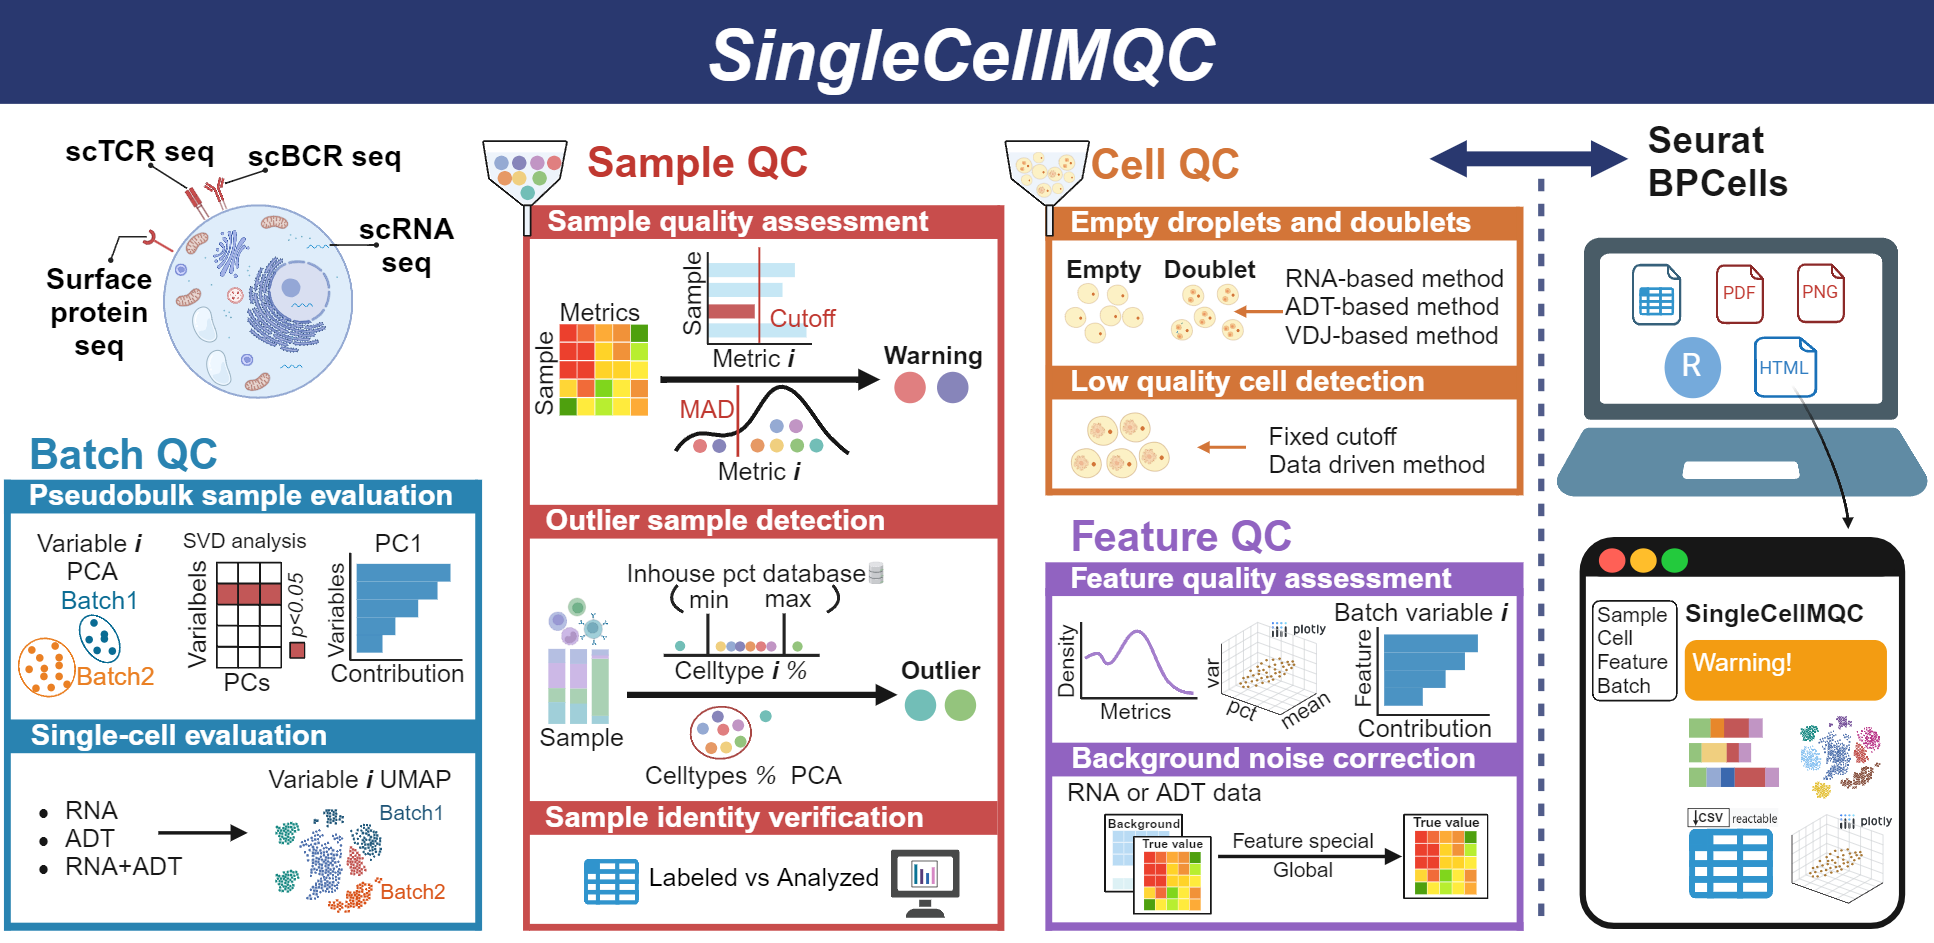 SingleCellMQC
scTCR seq
scBCR seq
scRNA
seq
Surface
protein
seq
Batch QC
Pseudobulk sample evaluation
Variable i
PCA
Batch1
Batch2
SVD analysis
Varialbels
PCs
p<0.05
PC1
Variables
Contribution
Single-cell evaluation
Variable i UMAP
• RNA
• ADT
• RNA+ADT
Batch1
Batch2
Sample QC
Sample quality assessment
Metrics
Sample
Sample
Cutoff
Metric i
MAD
Metric i
Warning
Outlier sample detection
Inhouse pct database
min
max
Celltype i %
Sample
Celltypes % PCA
Outlier
Sample identity verification
Labeled vs Analyzed
Cell QC
Empty droplets and doublets
Empty
Doublet
RNA-based method
ADT-based method
VDJ-based method
Low quality cell detection
Fixed cutoff
Data driven method
Feature QC
Feature quality assessment
Density
Metrics
plotly
var
pct
mean
Batch variable i
Feature
Contribution
Background noise correction
RNA or ADT data
Background
True value
Feature special
Global
True value
Seurat
BPCells
PDF
PNG
R
HTML
Sample
Cell
Feature
Batch
SingleCellMQC
Warning!
↓CSV
reactable
plotly